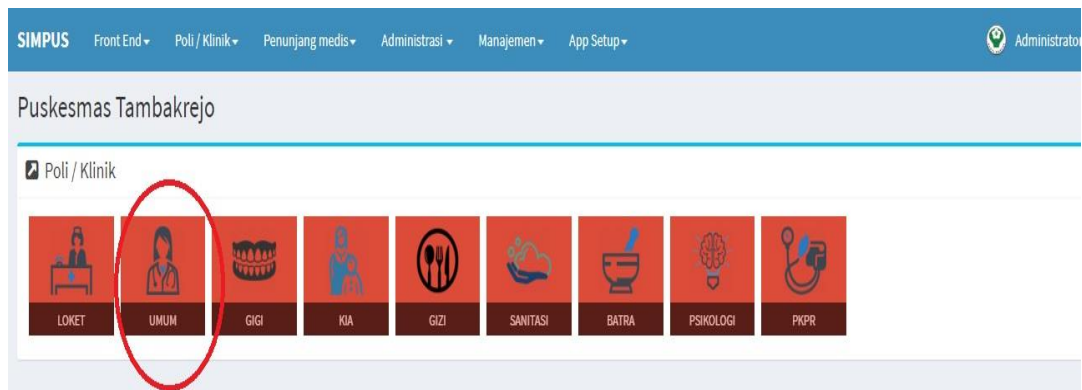 SIMPUS Front End Poli / Klinik Penunjang medis Administrasi Manajemen App Setup Administrator
Puskesmas Tambakrejo
Poli / Klinik
LOKET UMUM GIGI KIA GIZI SANITASI BATRA PSIKOLOGI PKPR